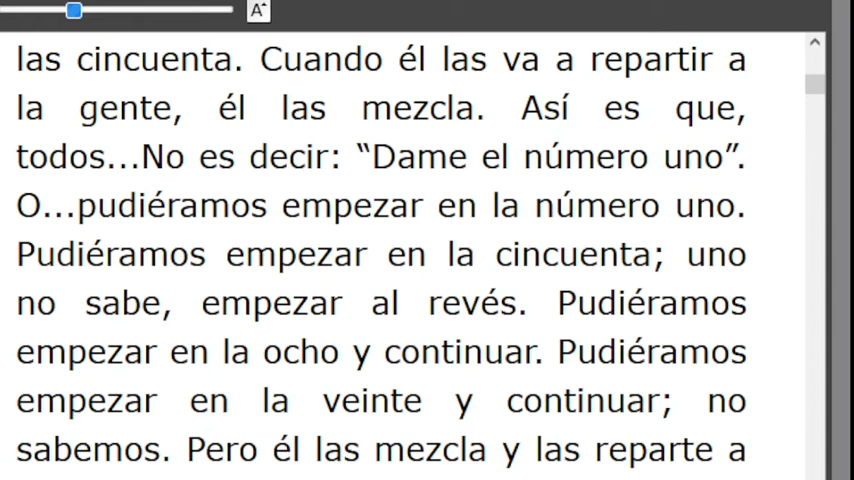 A
las cincuenta. Cuando él las va a repartir a
la gente, él las mezcla. Así es que,
todos...No es decir: “Dame el número uno”.
O...pudiéramos empezar en la número uno.
Pudiéramos empezar en la cincuenta; uno
no sabe, empezar al revés. Pudiéramos
empezar en la ocho y continuar. Pudiéramos
empezar en la veinte y continuar; no
sabemos. Pero él las mezcla y las reparte a